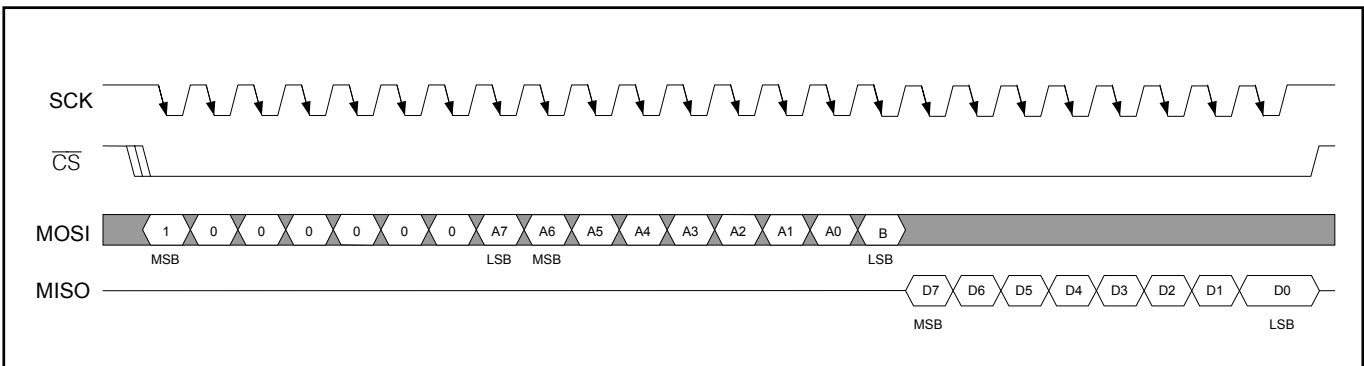 SCK
CS
MOSI 1 0 0 0 0 0 0 A7 A6 A5 A4 A3 A2 A1 A0 B
MSB LSB MSB LSB
MISO D7 D6 D5 D4 D3 D2 D1 D0
MSB LSB